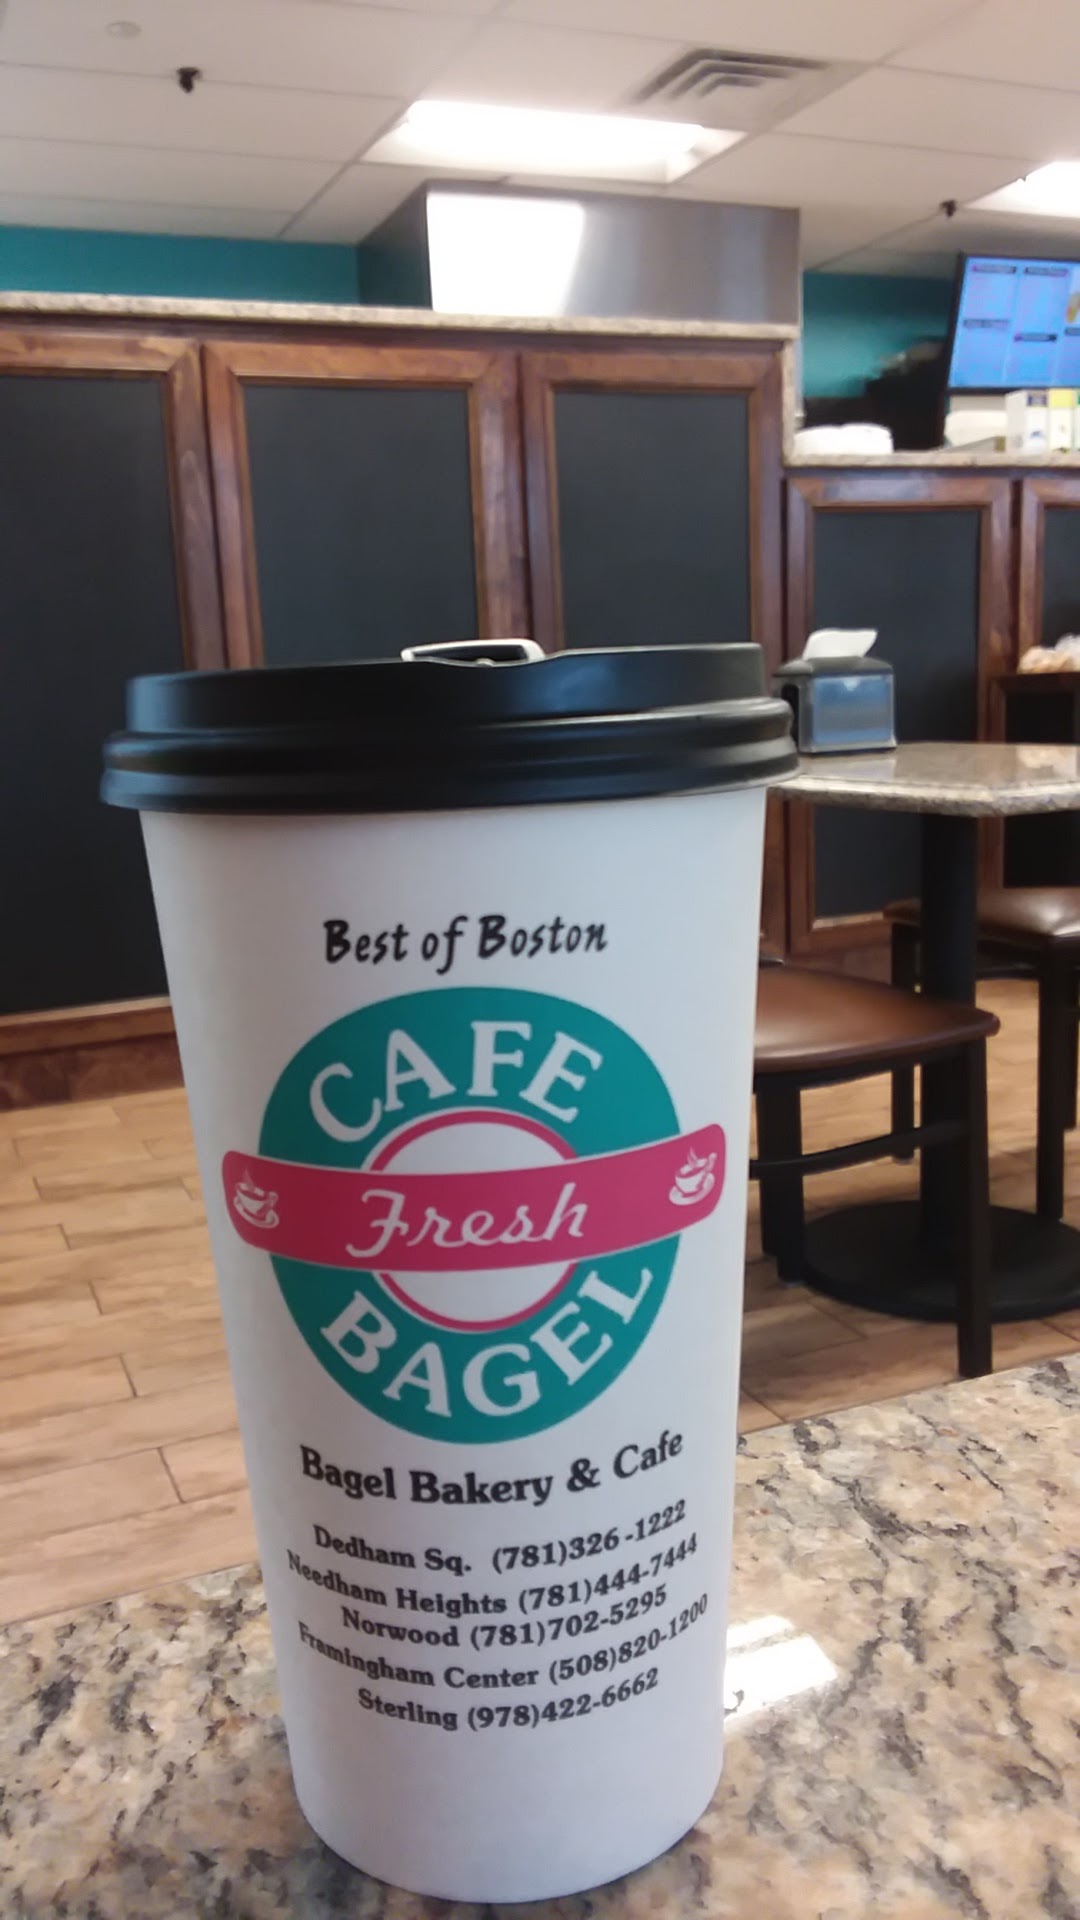 Best of Boston
CAFE
Fresh
BAGEL
Bagel Bakery & Cafe
Dedham Sq. (781)326-1222
Needham Heights (781)444-7444
Norwood (781)702-5295
Framingham Center (508)820-1200
Sterling (978)422-6662